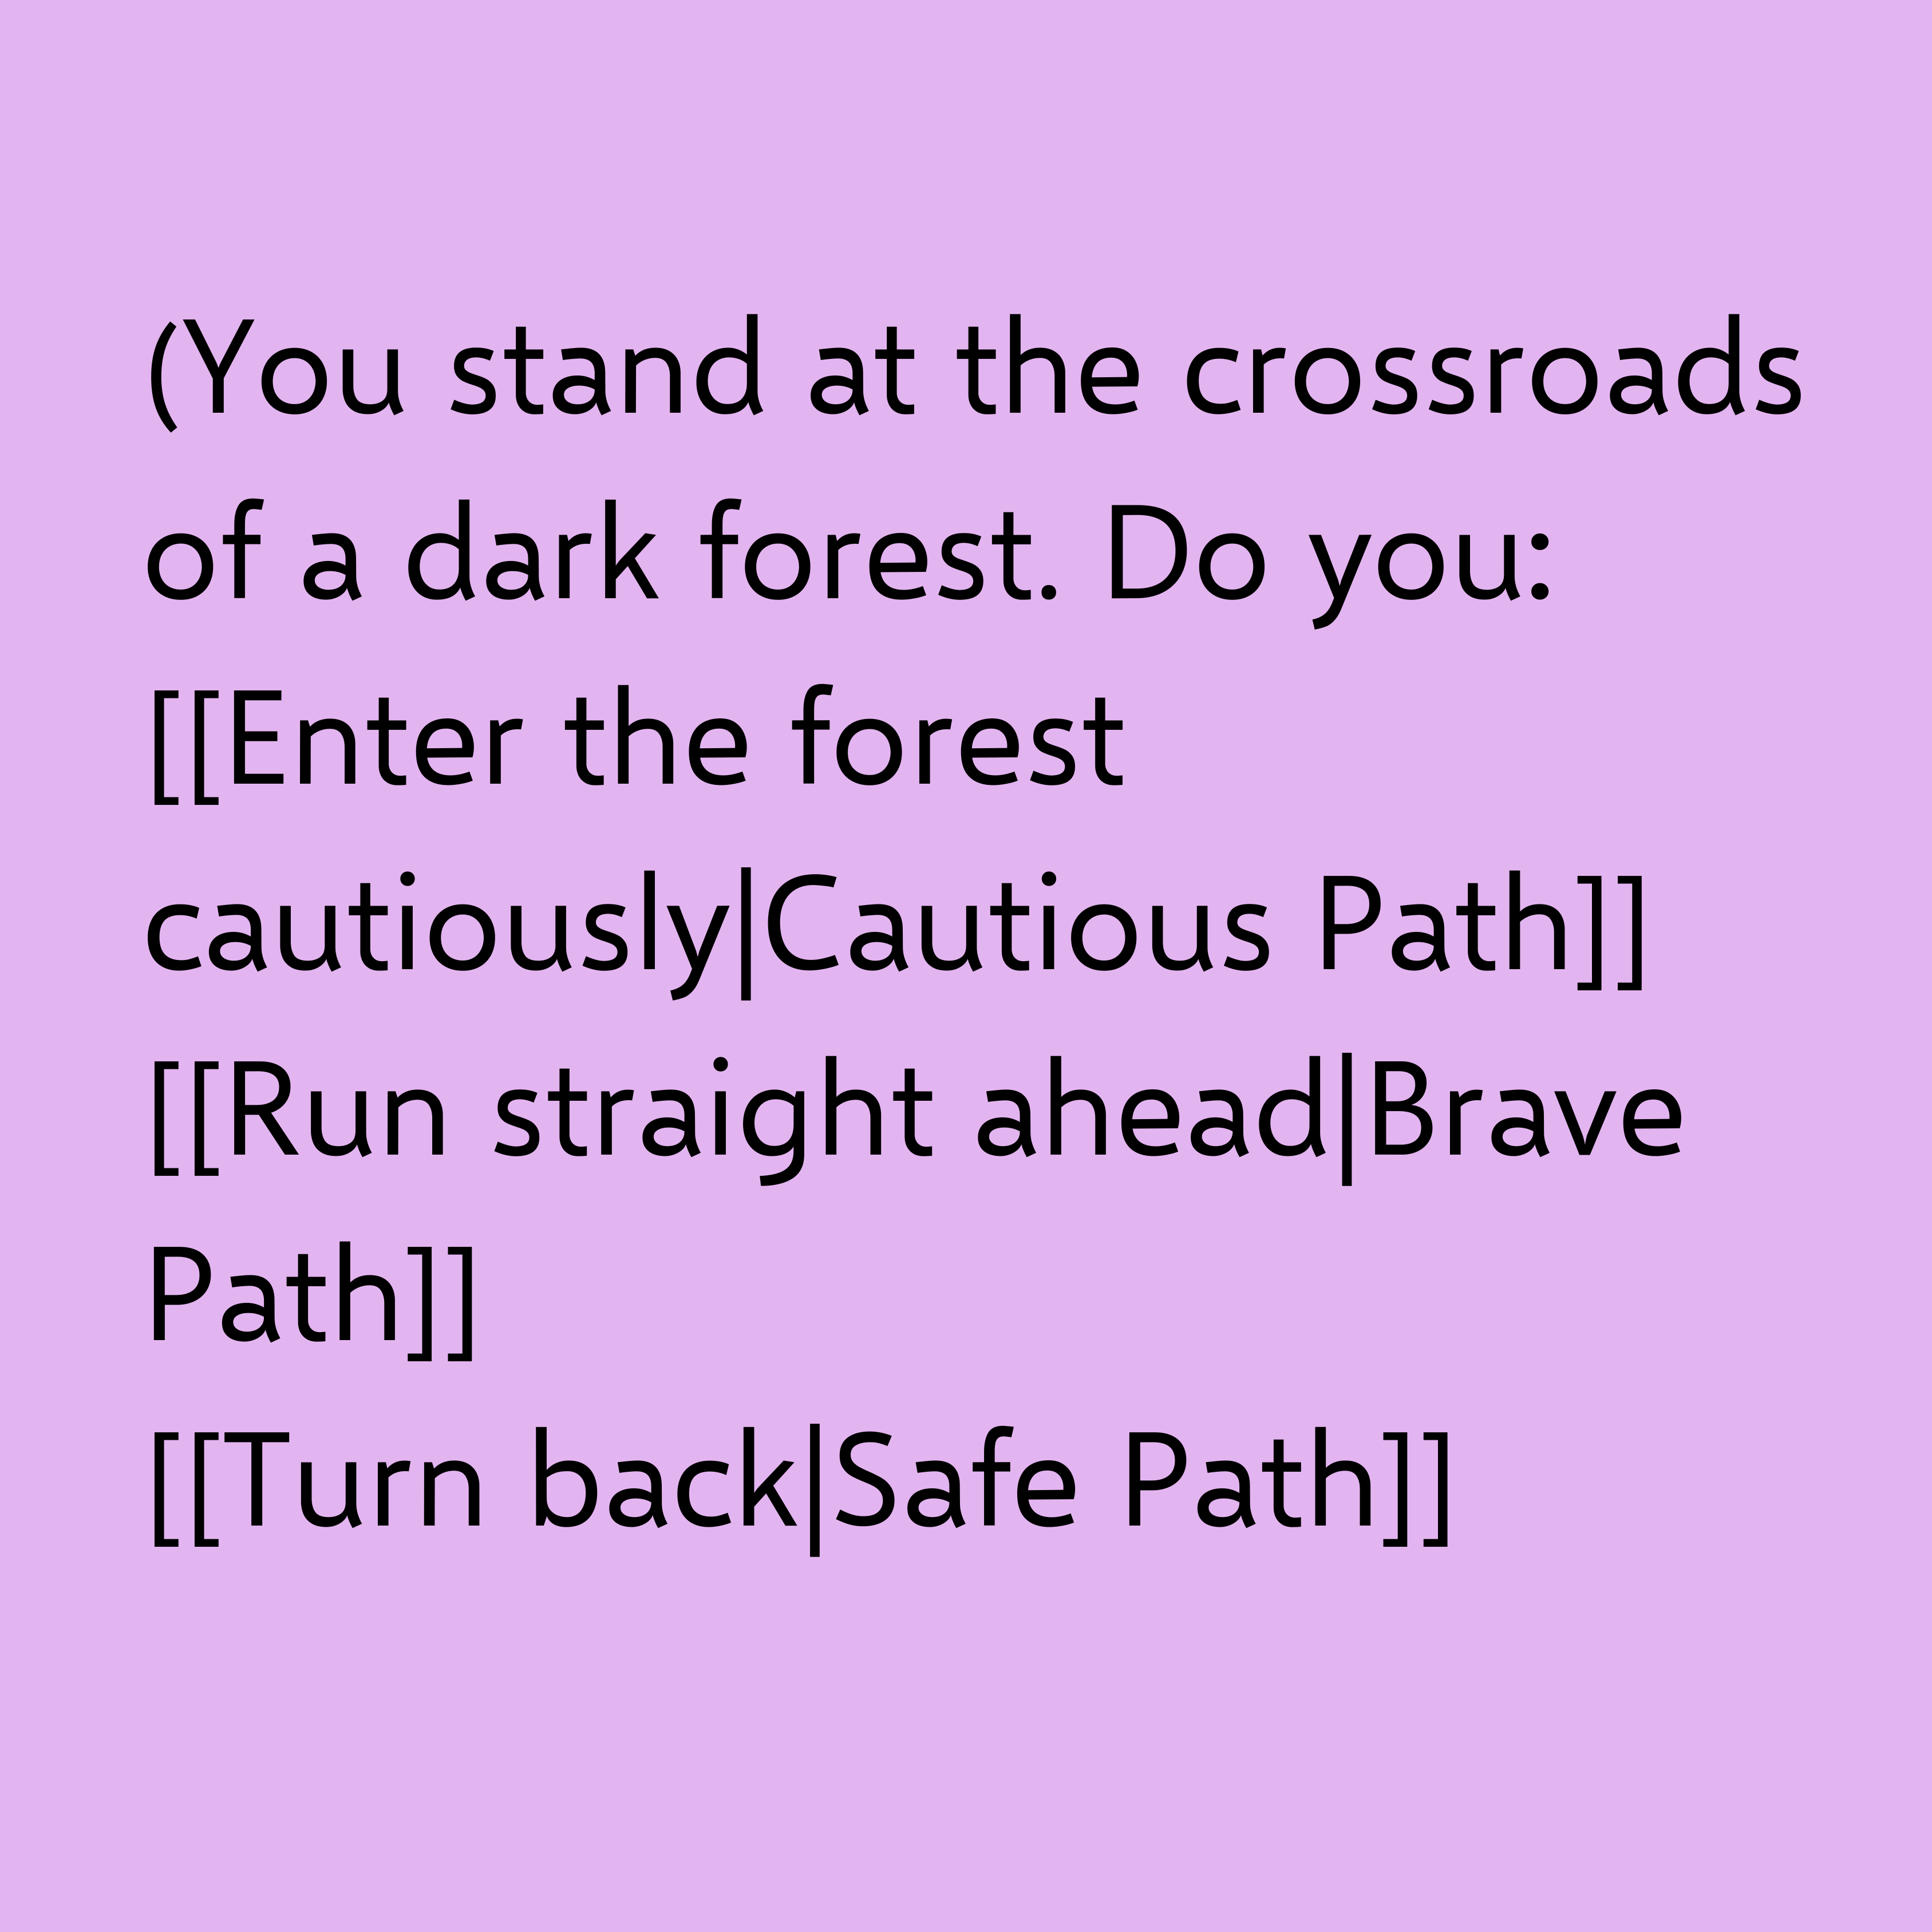 (You stand at the crossroads
of a dark forest. Do you:
[[Enter the forest
cautiously|Cautious Path]]
[[Run straight ahead|Brave
Path]]
[[Turn back|Safe Path]]